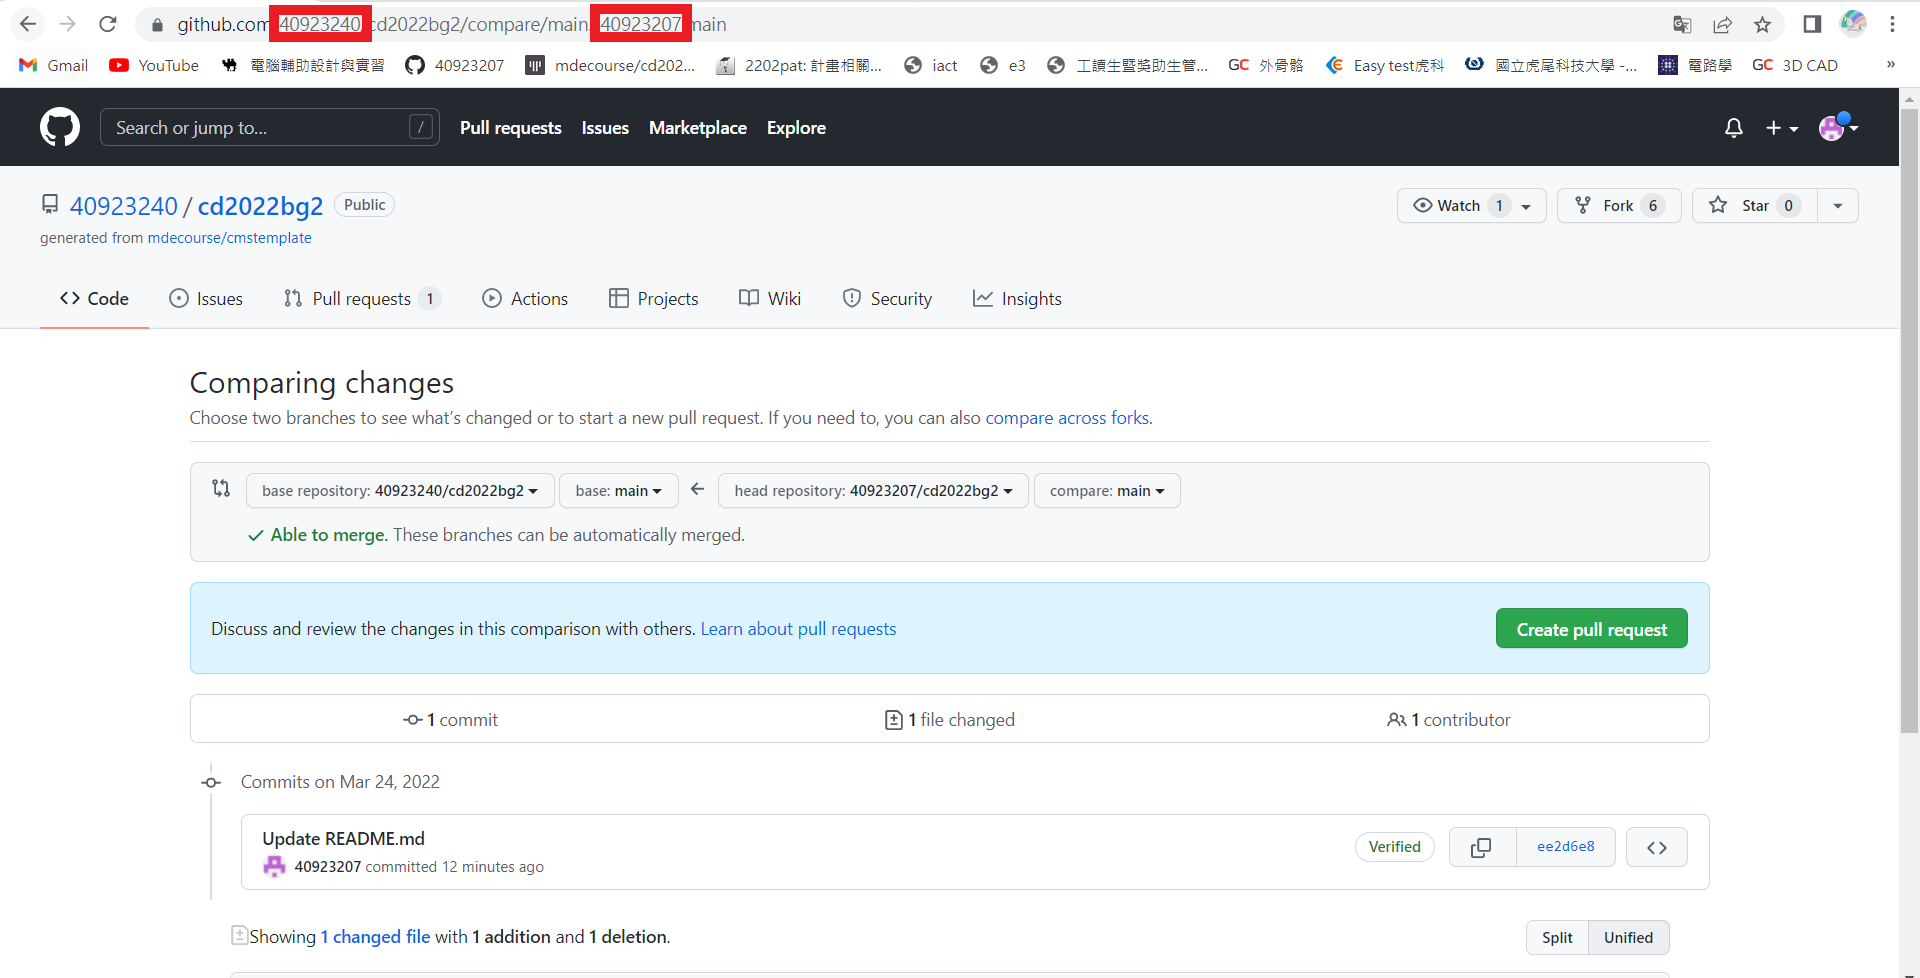 github.com 40923240/cd2022bg2/compare/main 40923207 main
Gmail YouTube 電腦輔助設計與實習 40923207 mdecourse/cd202... 2202pat: 計畫相關... iact e3 工讀生暨獎助生管... GC 外骨骼 Easy test虎科 國立虎尾科技大學 -... 電路學 GC 3D CAD »
Search or jump to... / Pull requests Issues Marketplace Explore
40923240 / cd2022bg2 Public Watch 1 Fork 6 Star 0
generated from mdecourse/cmstemplate
Code Issues Pull requests 1 Actions Projects Wiki Security Insights
Comparing changes
Choose two branches to see what's changed or to start a new pull request. If you need to, you can also compare across forks.
base repository: 40923240/cd2022bg2 base: main head repository: 40923207/cd2022bg2 compare: main
Able to merge. These branches can be automatically merged.
Discuss and review the changes in this comparison with others. Learn about pull requests Create pull request
1 commit 1 file changed 1 contributor
Commits on Mar 24, 2022
Update README.md Verified ee2d6e8
40923207 committed 12 minutes ago
Showing 1 changed file with 1 addition and 1 deletion. Split Unified